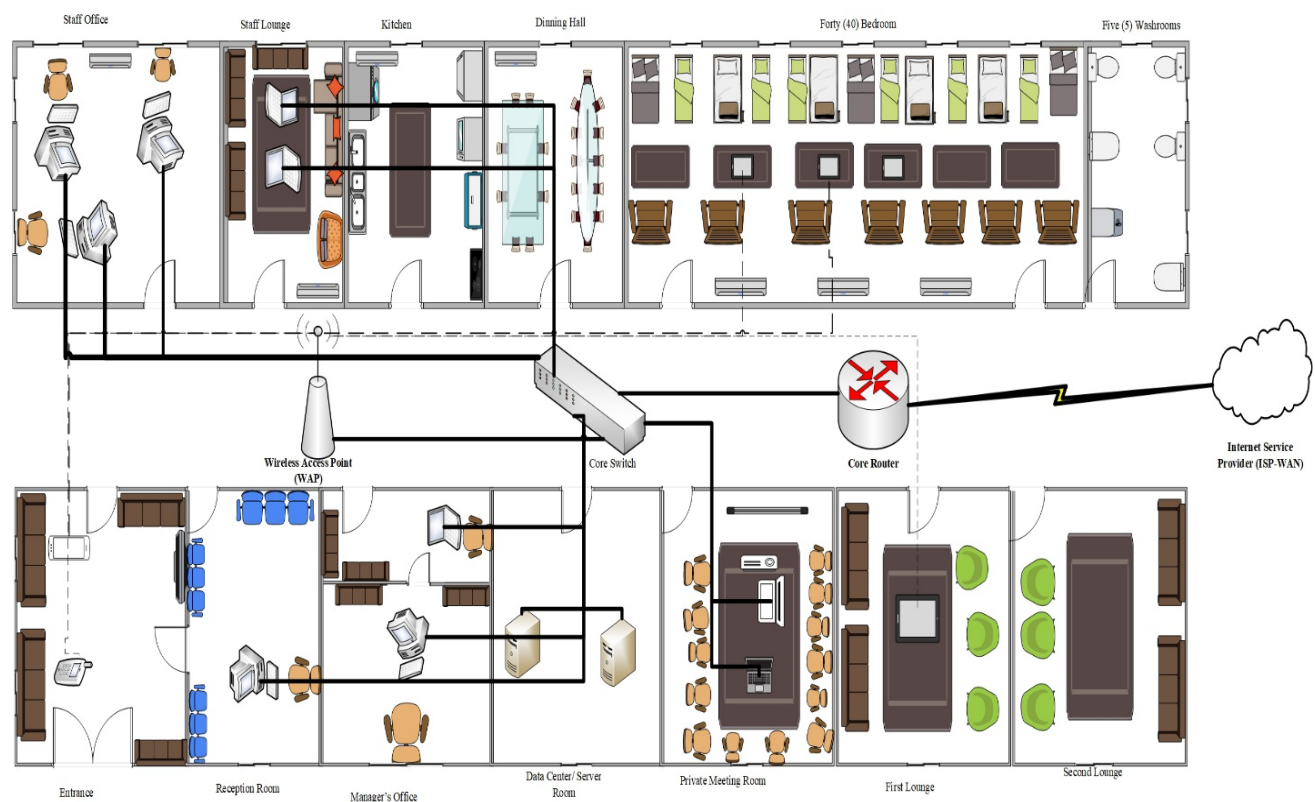 Staff Office
Staff Lounge
Kitchen
Dinning Hall
Forty (40) Bedroom
Five (5) Washrooms
Wireless Access Point
(WAP)
Core Switch
Core Router
Internet Service
Provider (ISP-WAN)
Entrance
Reception Room
Manager's Office
Data Center/ Server
Room
Private Meeting Room
First Lounge
Second Lounge